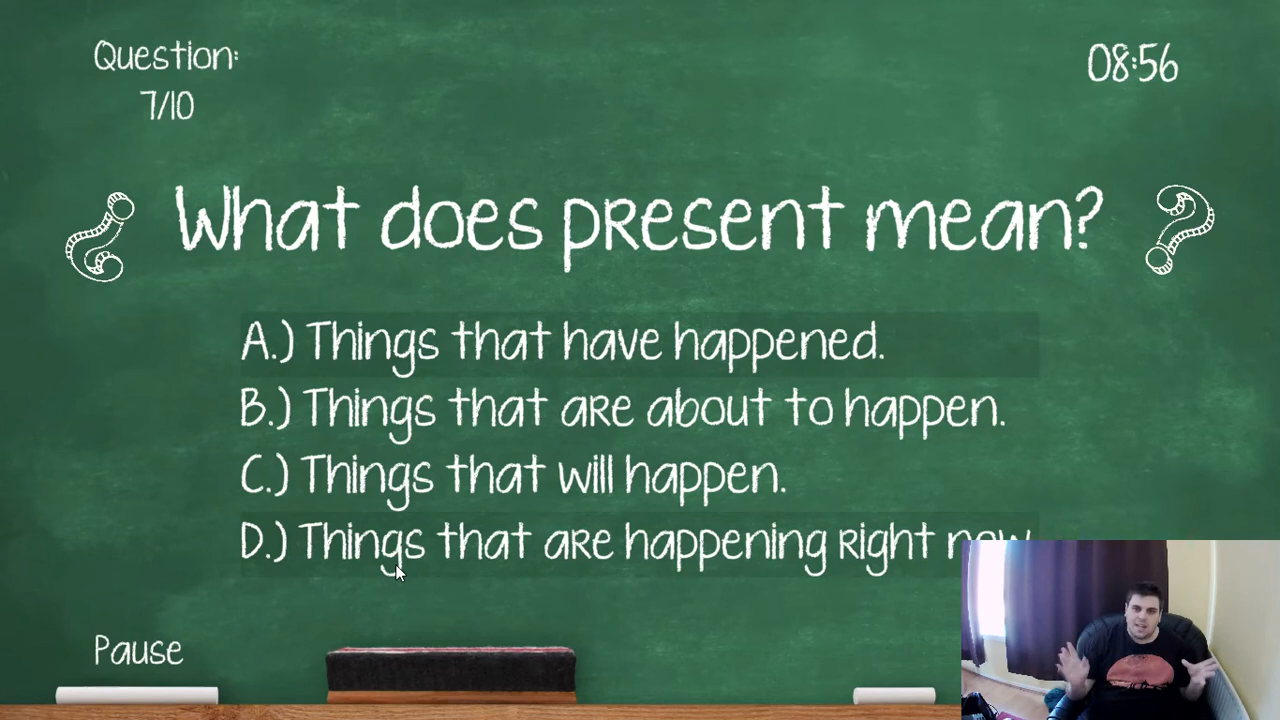 Question:
7/10
08:56
What does present mean?
A.) Things that have happened.
B.) Things that are about to happen.
C.) Things that will happen.
D.) Things that are happening right now
Pause